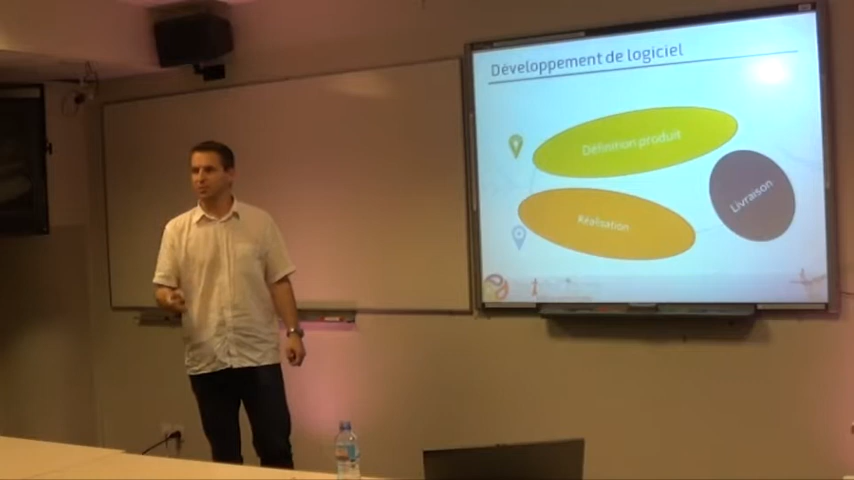 Développement de logiciel
Définition produit
Réalisation
Livraison